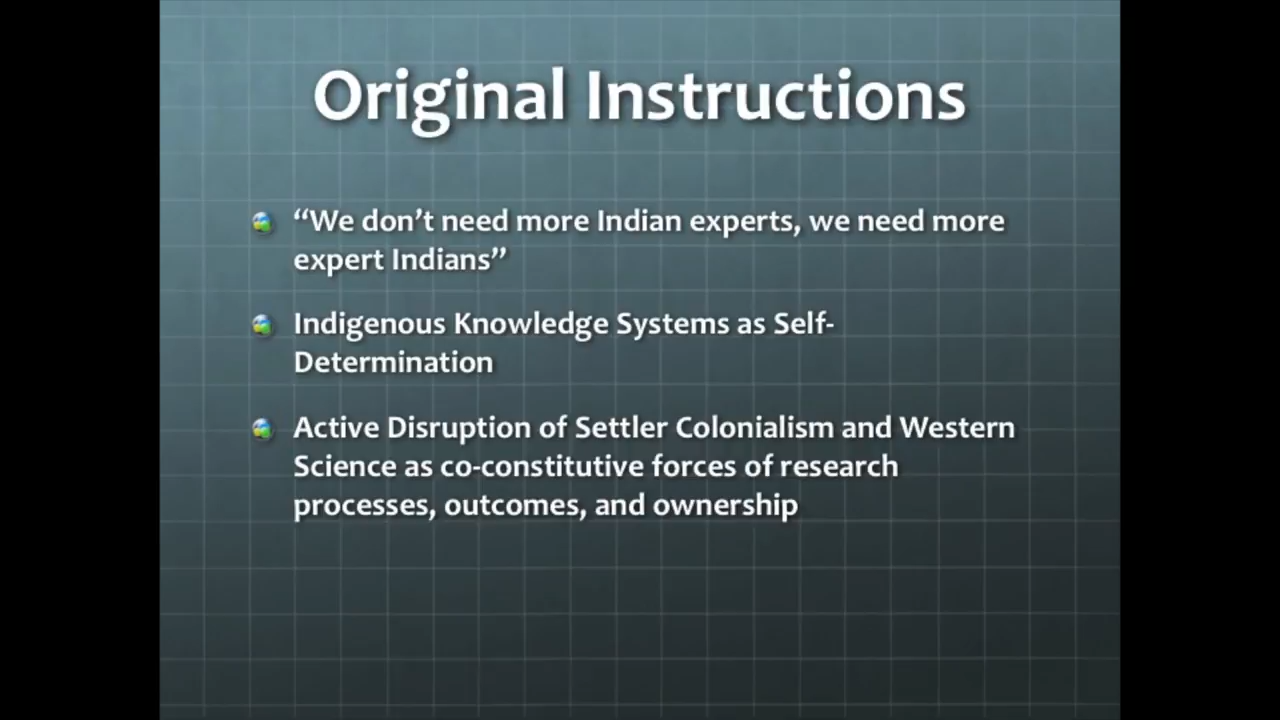 Original Instructions
“We don’t need more Indian experts, we need more
expert Indians”
Indigenous Knowledge Systems as Self-
Determination
Active Disruption of Settler Colonialism and Western
Science as co-constitutive forces of research
processes, outcomes, and ownership